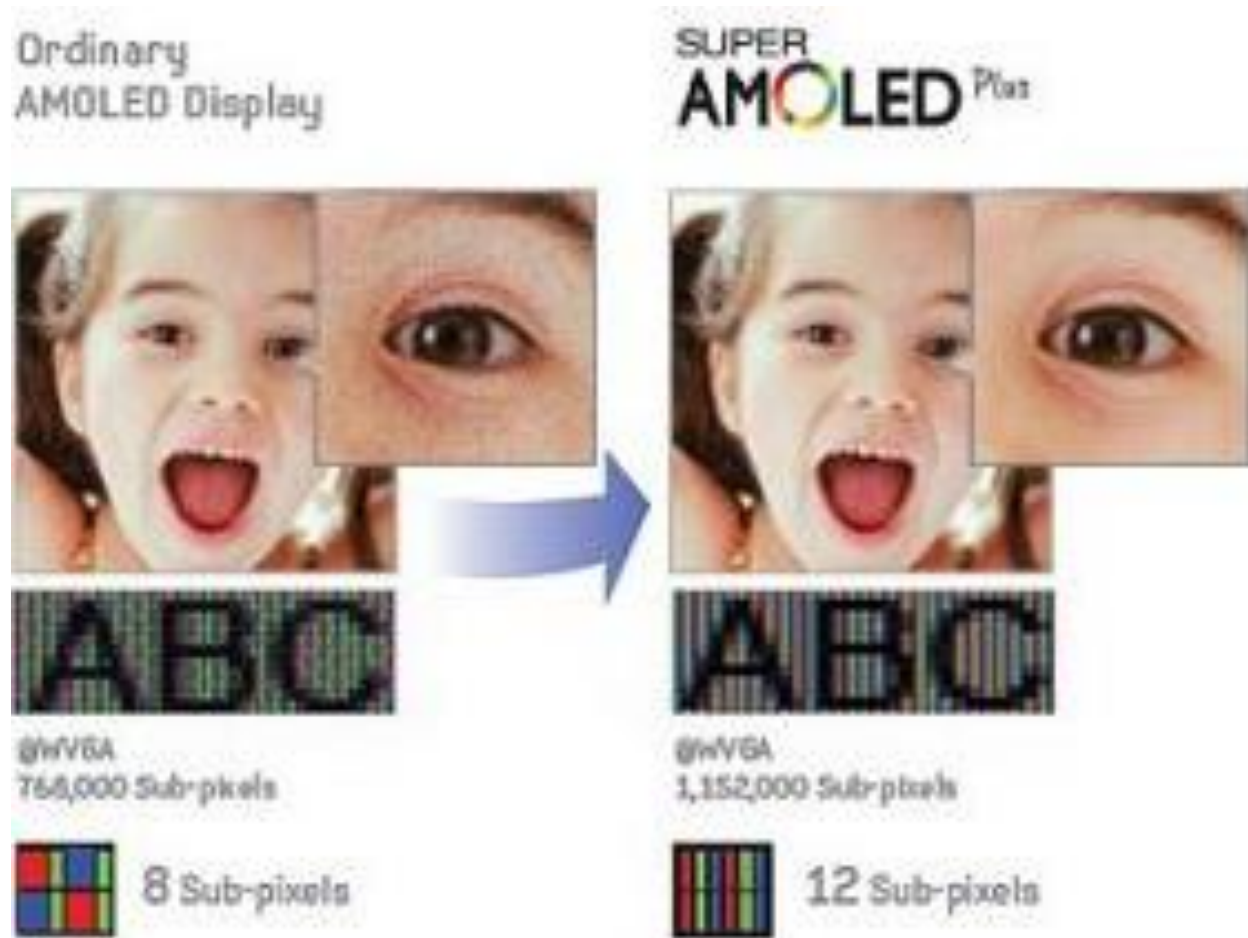 Ordinary
AMOLED Display
SUPER
AMOLED Plus
ABC
ABC
@WVGA
768,000 Sub-pixels
@WVGA
1,152,000 Sub-pixels
8 Sub-pixels
12 Sub-pixels